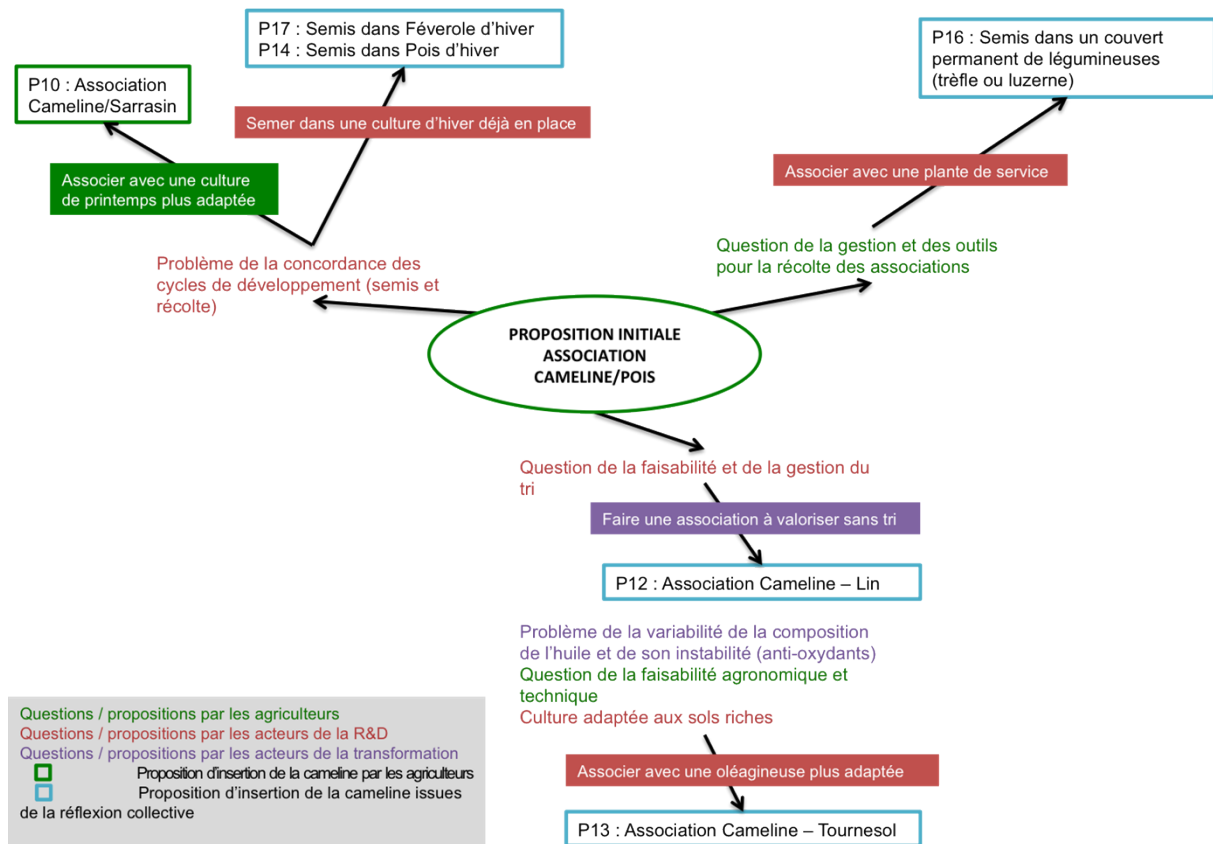 P17 : Semis dans Féverole d'hiver
P14 : Semis dans Pois d'hiver
P16 : Semis dans un couvert
permanent de légumineuses
(trèfle ou luzerne)
P10 : Association
Cameline/Sarrasin
Semer dans une culture d'hiver déjà en place
Associer avec une culture
de printemps plus adaptée
Associer avec une plante de service
Problème de la concordance des
cycles de développement (semis et
récolte)
Question de la gestion et des outils
pour la récolte des associations
PROPOSITION INITIALE
ASSOCIATION
CAMELINE/POIS
Question de la faisabilité et de la gestion du
tri
Faire une association à valoriser sans tri
P12 : Association Cameline – Lin
Problème de la variabilité de la composition
de l'huile et de son instabilité (anti-oxydants)
Question de la faisabilité agronomique et
technique
Culture adaptée aux sols riches
Associer avec une oléagineuse plus adaptée
P13 : Association Cameline – Tournesol
Questions / propositions par les agriculteurs
Questions / propositions par les acteurs de la R&D
Questions / propositions par les acteurs de la transformation
Proposition d'insertion de la cameline par les agriculteurs
Proposition d'insertion de la cameline issues
de la réflexion collective